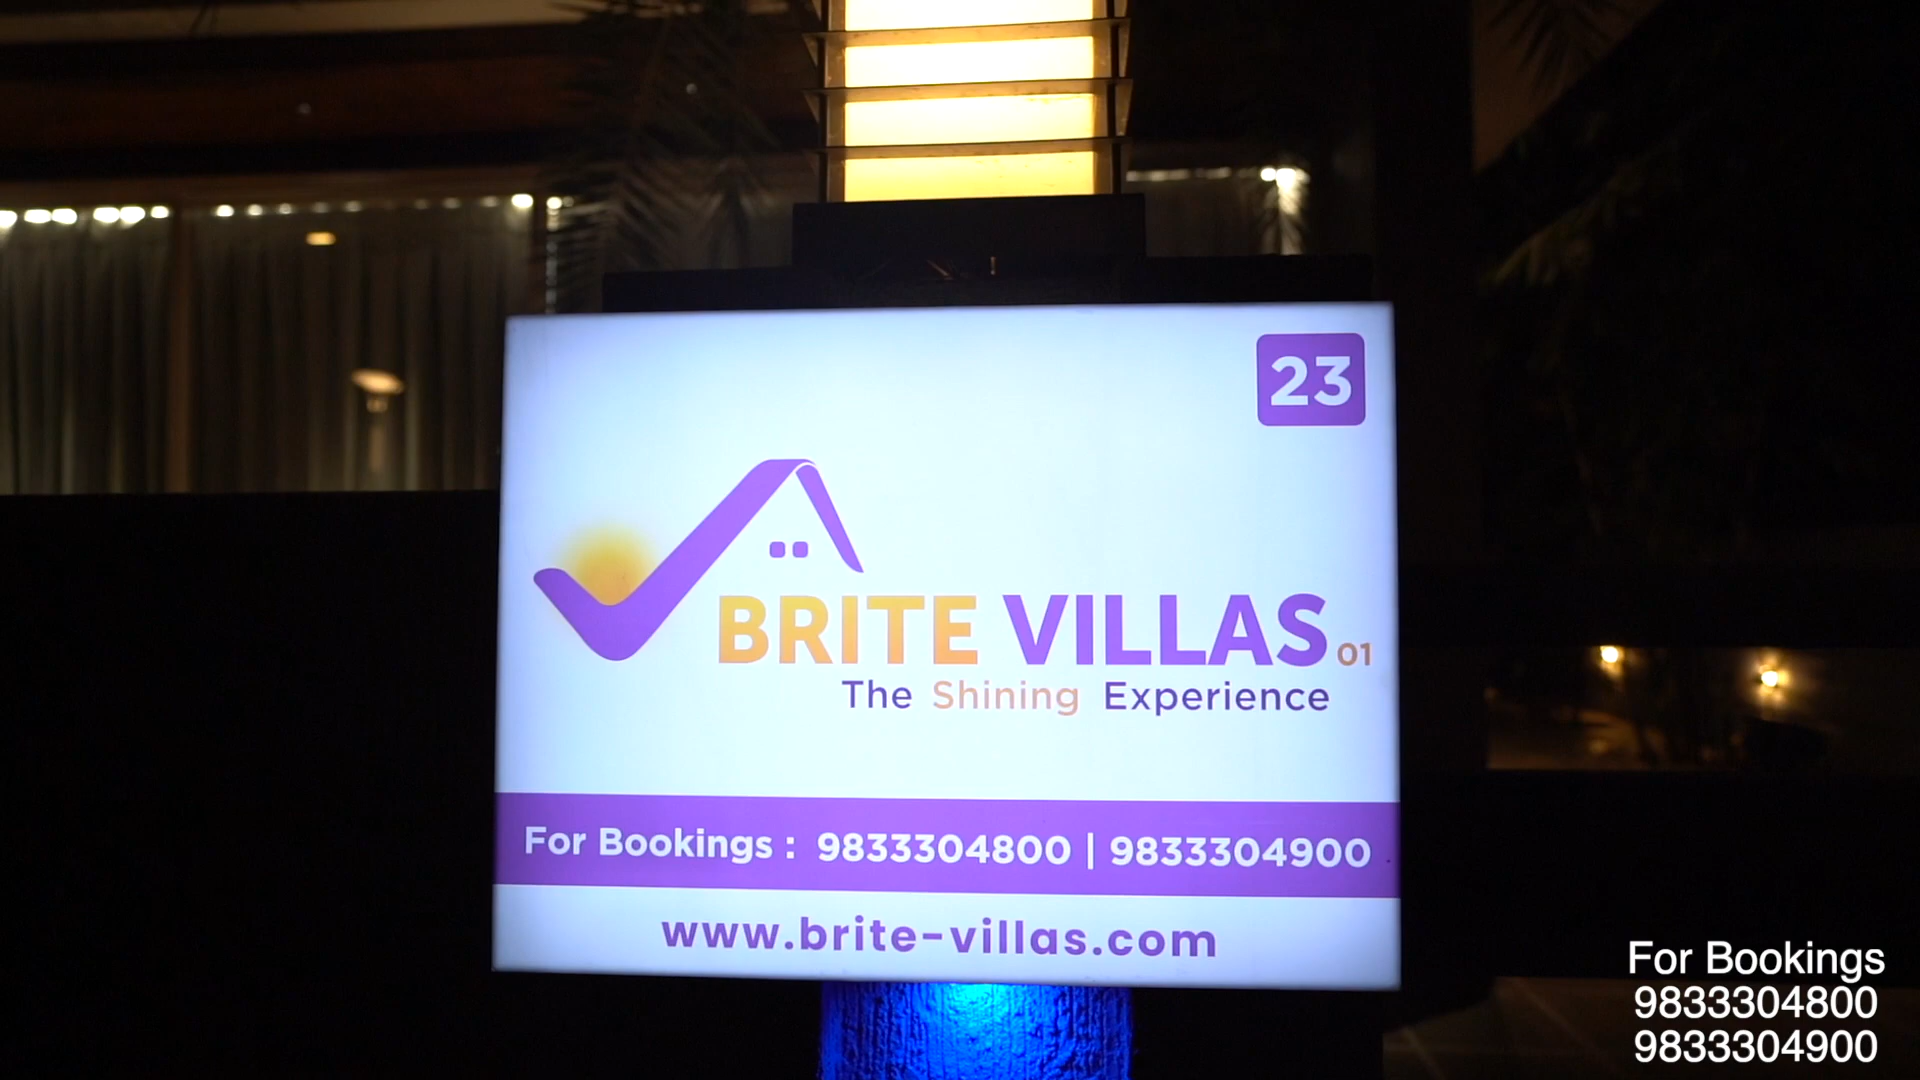 23
BRITE VILLAS 01
The Shining Experience
For Bookings : 9833304800 | 9833304900
www.brite-villas.com
For Bookings
9833304800
9833304900